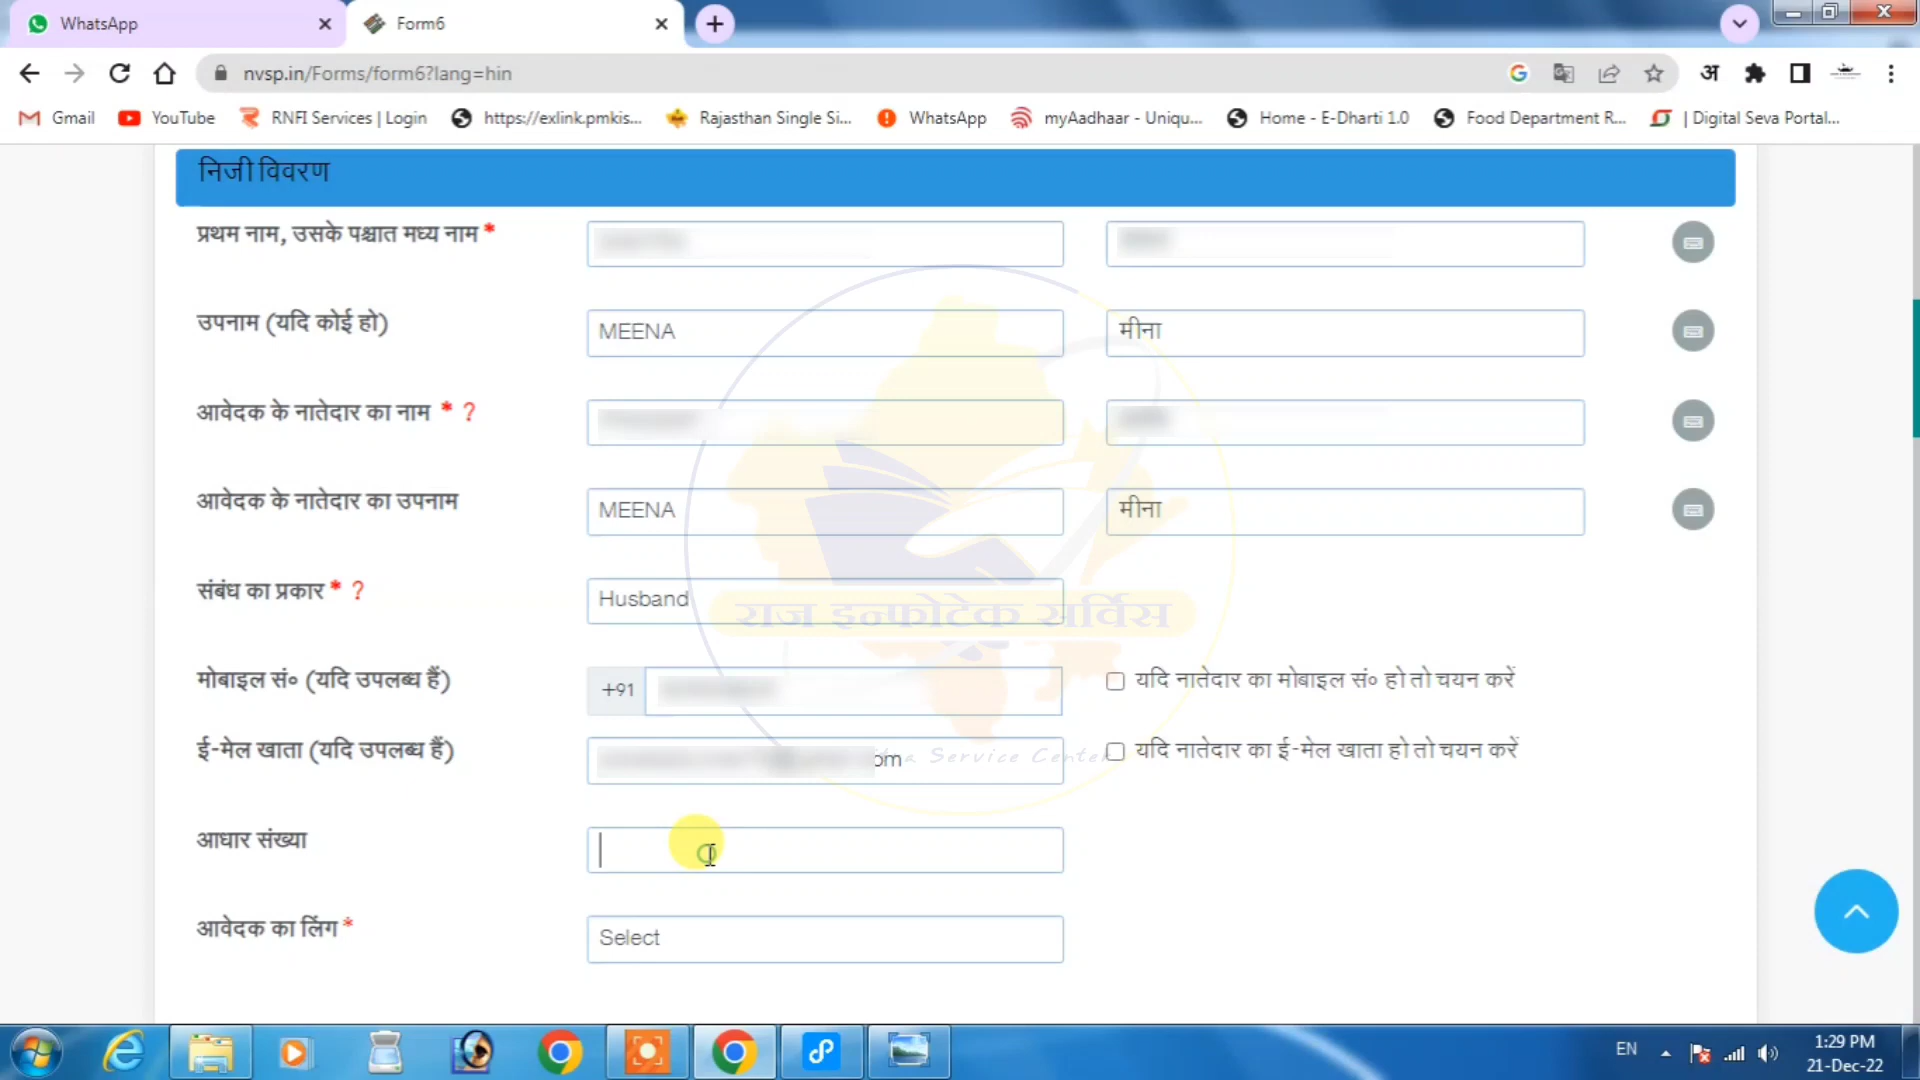 WhatsApp
Form6
nvsp.in/Forms/form6?lang=hin
अ
Gmail YouTube RNFI Services | Login https://exlink.pmkis... Rajasthan Single Si... WhatsApp myAadhaar - Uniqu... Home - E-Dharti 1.0 Food Department R... | Digital Seva Portal...
निजी विवरण
प्रथम नाम, उसके पश्चात मध्य नाम *
उपनाम (यदि कोई हो) MEENA मीना
आवेदक के नातेदार का नाम * ?
आवेदक के नातेदार का उपनाम MEENA मीना
संबंध का प्रकार * ? Husband
राज इन्फोटेक सर्विस
मोबाइल सं० (यदि उपलब्ध हैं) +91 यदि नातेदार का मोबाइल सं० हो तो चयन करें
ई-मेल खाता (यदि उपलब्ध हैं) om यदि नातेदार का ई-मेल खाता हो तो चयन करें
Service Center
आधार संख्या
आवेदक का लिंग * Select
EN
1:29 PM
21-Dec-22